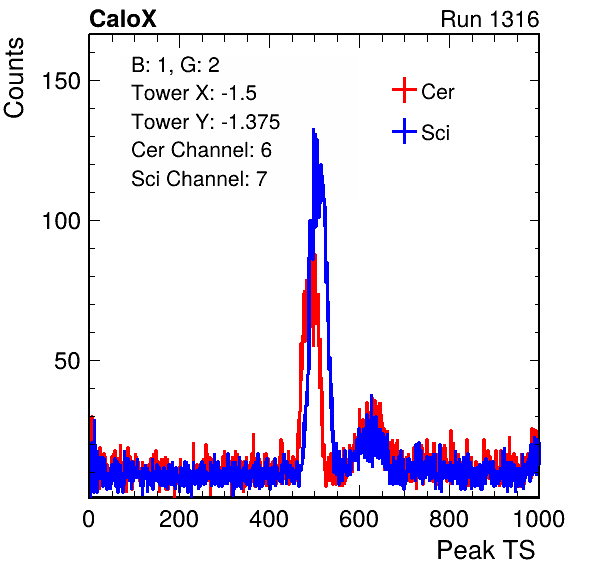 CaloX Run 1316
Counts
B: 1, G: 2
Tower X: -1.5
Tower Y: -1.375
Cer Channel: 6
Sci Channel: 7
Cer
Sci
150
100
50
0 200 400 600 800 1000
Peak TS